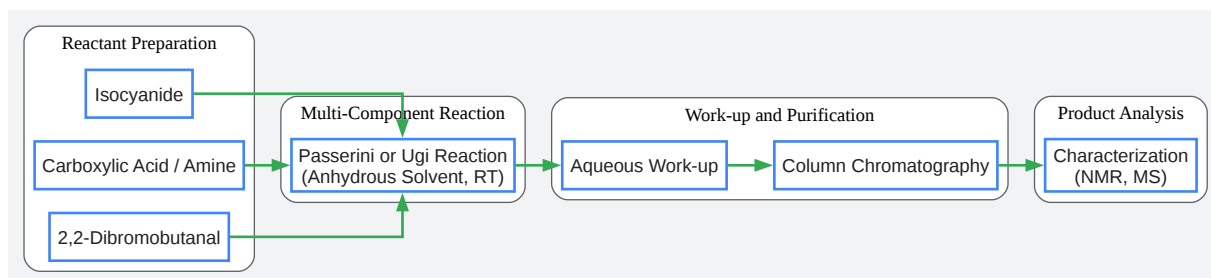 Reactant Preparation
Isocyanide
Carboxylic Acid / Amine
2,2-Dibromobutanal
Multi-Component Reaction
Passerini or Ugi Reaction
(Anhydrous Solvent, RT)
Work-up and Purification
Aqueous Work-up
Column Chromatography
Product Analysis
Characterization
(NMR, MS)